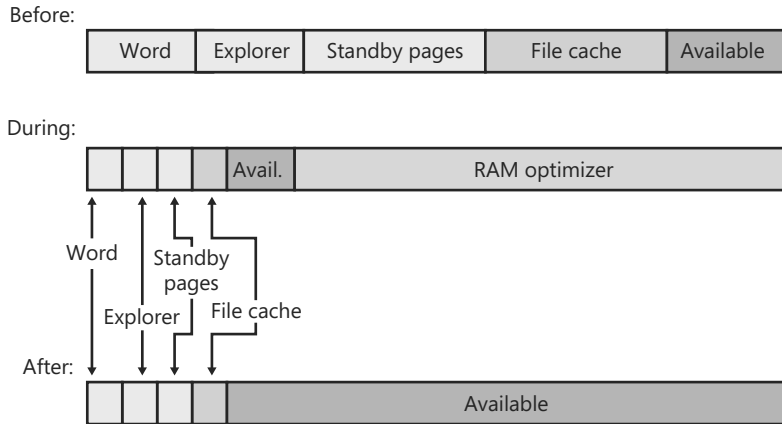 Before:
Word Explorer Standby pages File cache Available
During:
Avail. RAM optimizer
Word
Standby
pages
Explorer
File cache
After:
Available